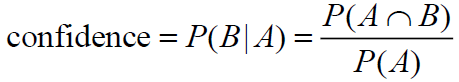 confidence = P(B | A) = P(A ∩ B) / P(A)